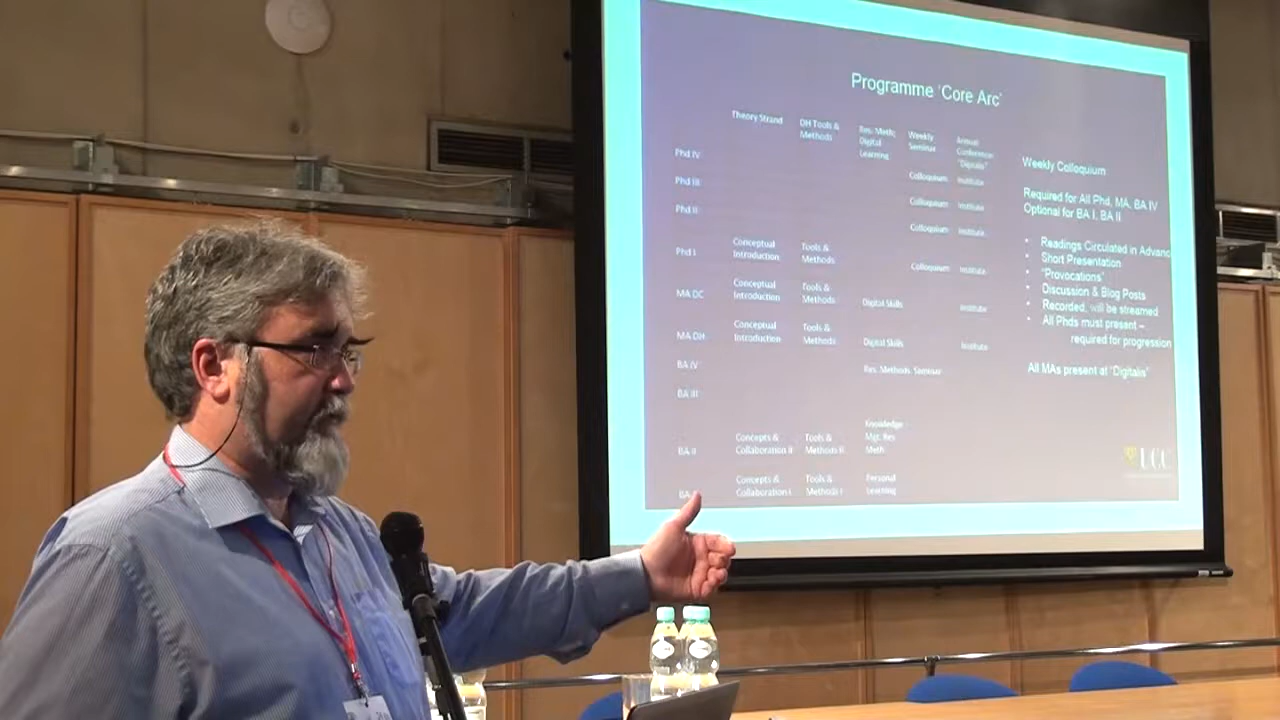 Programme 'Core Arc'
Theory Strand
DH Tools &
Methods
Res. Meth;
Digital
Learning
Weekly
Seminar
Annual
Conference
"Digitalis"
Phd IV
Phd III Colloquium Institute
Phd II Colloquium Institute
Colloquium Institute
Phd I Conceptual Introduction Tools & Methods Colloquium Institute
MA DC Conceptual Introduction Tools & Methods Digital Skills Institute
MA DH Conceptual Introduction Tools & Methods Digital Skills Institute
BA IV Res. Methods Seminar
BA III
BA II Concepts & Collaboration II Tools & Methods II Knowledge Mgt. Res Meth
BA Concepts & Collaboration I Tools & Methods I Personal Learning
Weekly Colloquium
Required for All Phd, MA, BA IV
Optional for BA I, BA II
• Readings Circulated in Advanc
• Short Presentation
• "Provocations"
• Discussion & Blog Posts
• Recorded, will be streamed
• All Phds must present –
required for progression
All MAs present at "Digitalis"
UCC